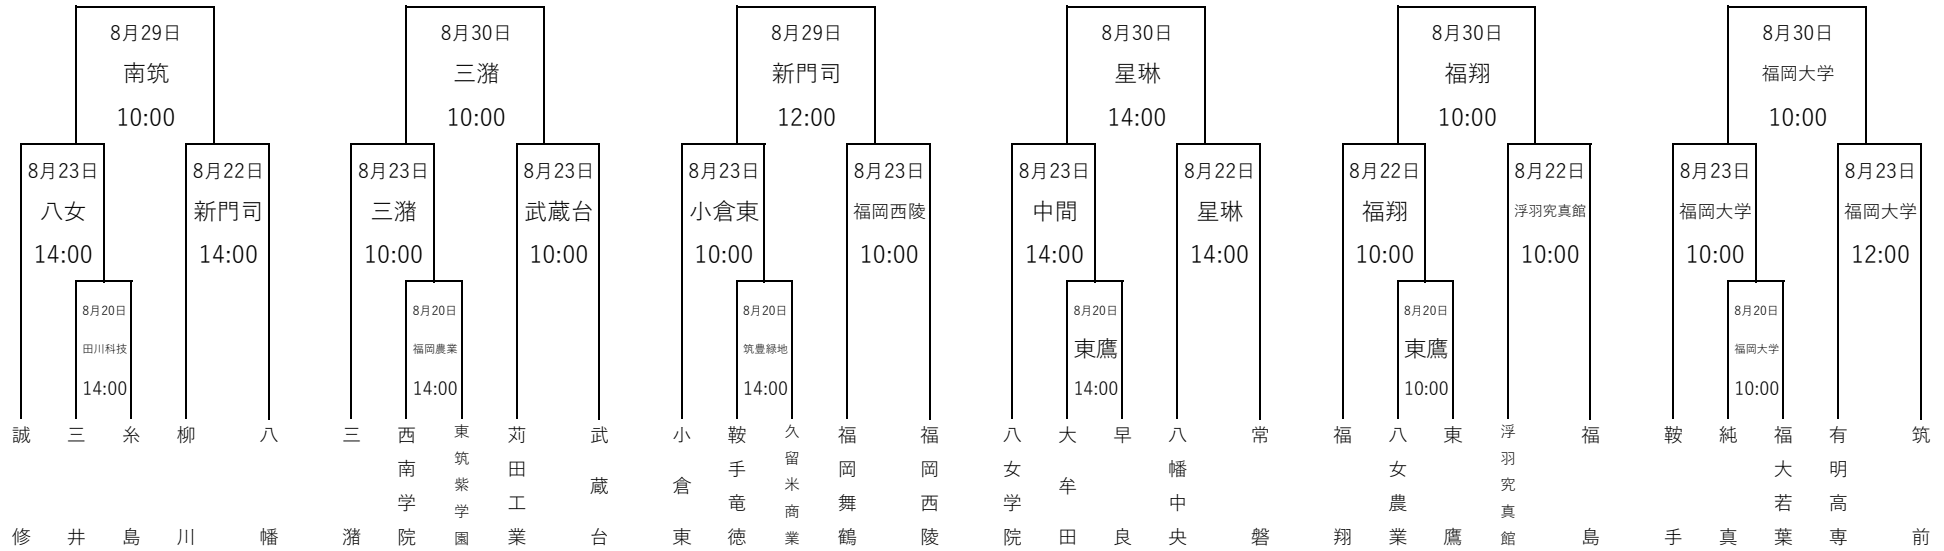 8月29日
南筑
10:00
8月30日
三潴
10:00
8月29日
新門司
12:00
8月30日
星琳
14:00
8月30日
福翔
10:00
8月30日
福岡大学
10:00
8月23日
八女
14:00
8月22日
新門司
14:00
8月23日
三潴
10:00
8月23日
武蔵台
10:00
8月23日
小倉東
10:00
8月23日
福岡西陵
10:00
8月23日
中間
14:00
8月22日
星琳
14:00
8月22日
福翔
10:00
8月22日
浮羽究真館
10:00
8月23日
福岡大学
10:00
8月23日
福岡大学
12:00
8月20日
田川科技
14:00
8月20日
福岡農業
14:00
8月20日
筑豊緑地
14:00
8月20日
東鷹
14:00
8月20日
東鷹
10:00
8月20日
福岡大学
10:00
誠修
三井
糸島
柳川
八幡
三潴
西南学院
東筑紫学園
苅田工業
武蔵台
小倉東
鞍手竜徳
久留米商業
福岡舞鶴
福岡西陵
八女学院
大牟田
早良
八幡中央
常磐
福翔
八女農業
東鷹
浮羽究真館
福島
鞍手
純真
福大若葉
有明高専
筑前